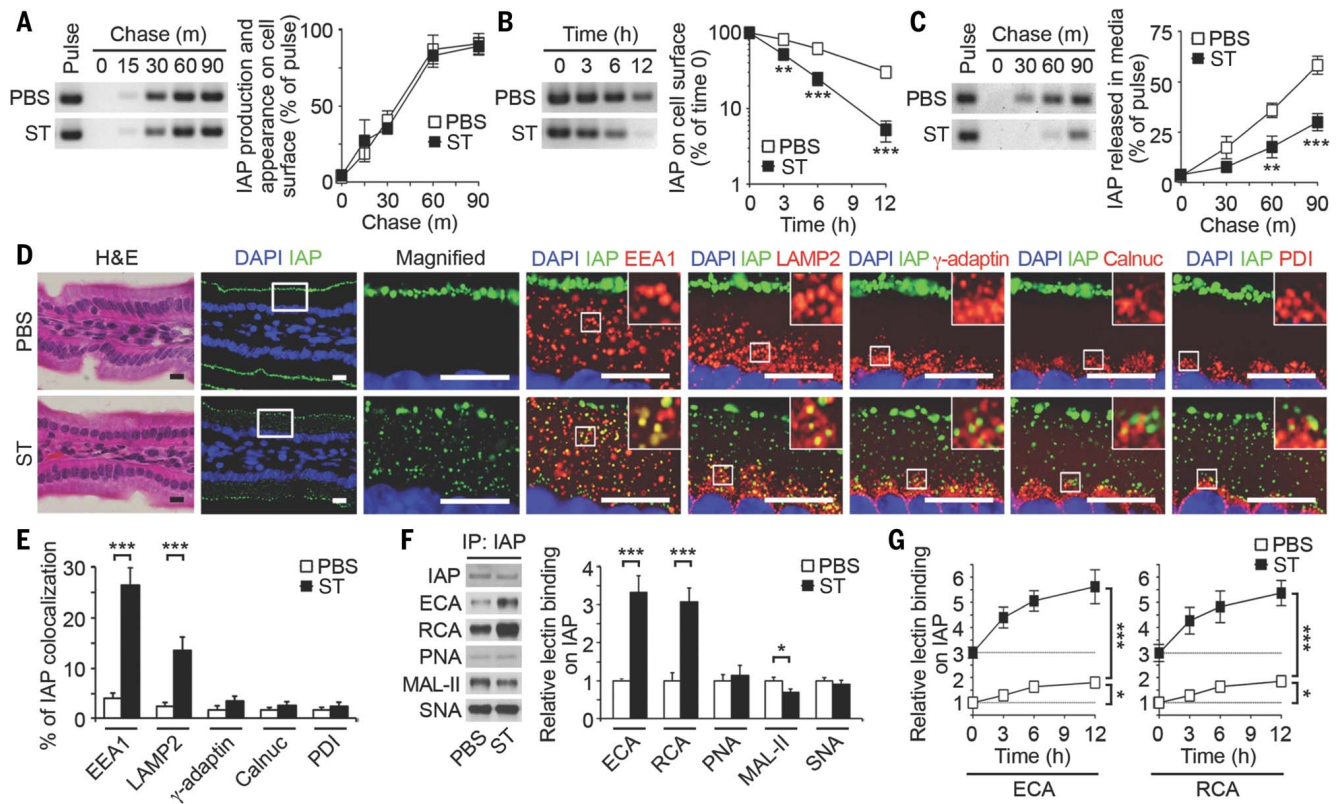 A
Pulse
Chase (m)
0 15 30 60 90
PBS
ST
IAP production and
appearance on cell
surface (% of pulse)
100
50
0
PBS
ST
0 30 60 90
Chase (m)
B
Time (h)
0 3 6 12
PBS
ST
IAP on cell surface
(% of time 0)
100
10
1
**
***
***
PBS
ST
0 3 6 12
Time (h)
C
Pulse
Chase (m)
0 30 60 90
PBS
ST
IAP released in media
(% of pulse)
75
50
25
0
PBS
ST
**
***
0 30 60 90
Chase (m)
D
H&E
DAPI IAP
Magnified
DAPI IAP EEA1
DAPI IAP LAMP2
DAPI IAP γ-adaptin
DAPI IAP Calnuc
DAPI IAP PDI
PBS
ST
E
% of IAP colocalization
30
20
10
0
***
***
PBS
ST
EEA1
LAMP2
γ-adaptin
Calnuc
PDI
F
IP: IAP
IAP
ECA
RCA
PNA
MAL-II
SNA
PBS
ST
Relative lectin binding
on IAP
4
3
2
1
0
***
***
*
PBS
ST
ECA
RCA
PNA
MAL-II
SNA
G
PBS
ST
Relative lectin binding
on IAP
6
5
4
3
2
1
***
*
0 3 6 12
Time (h)
ECA
6
5
4
3
2
1
***
*
0 3 6 12
Time (h)
RCA